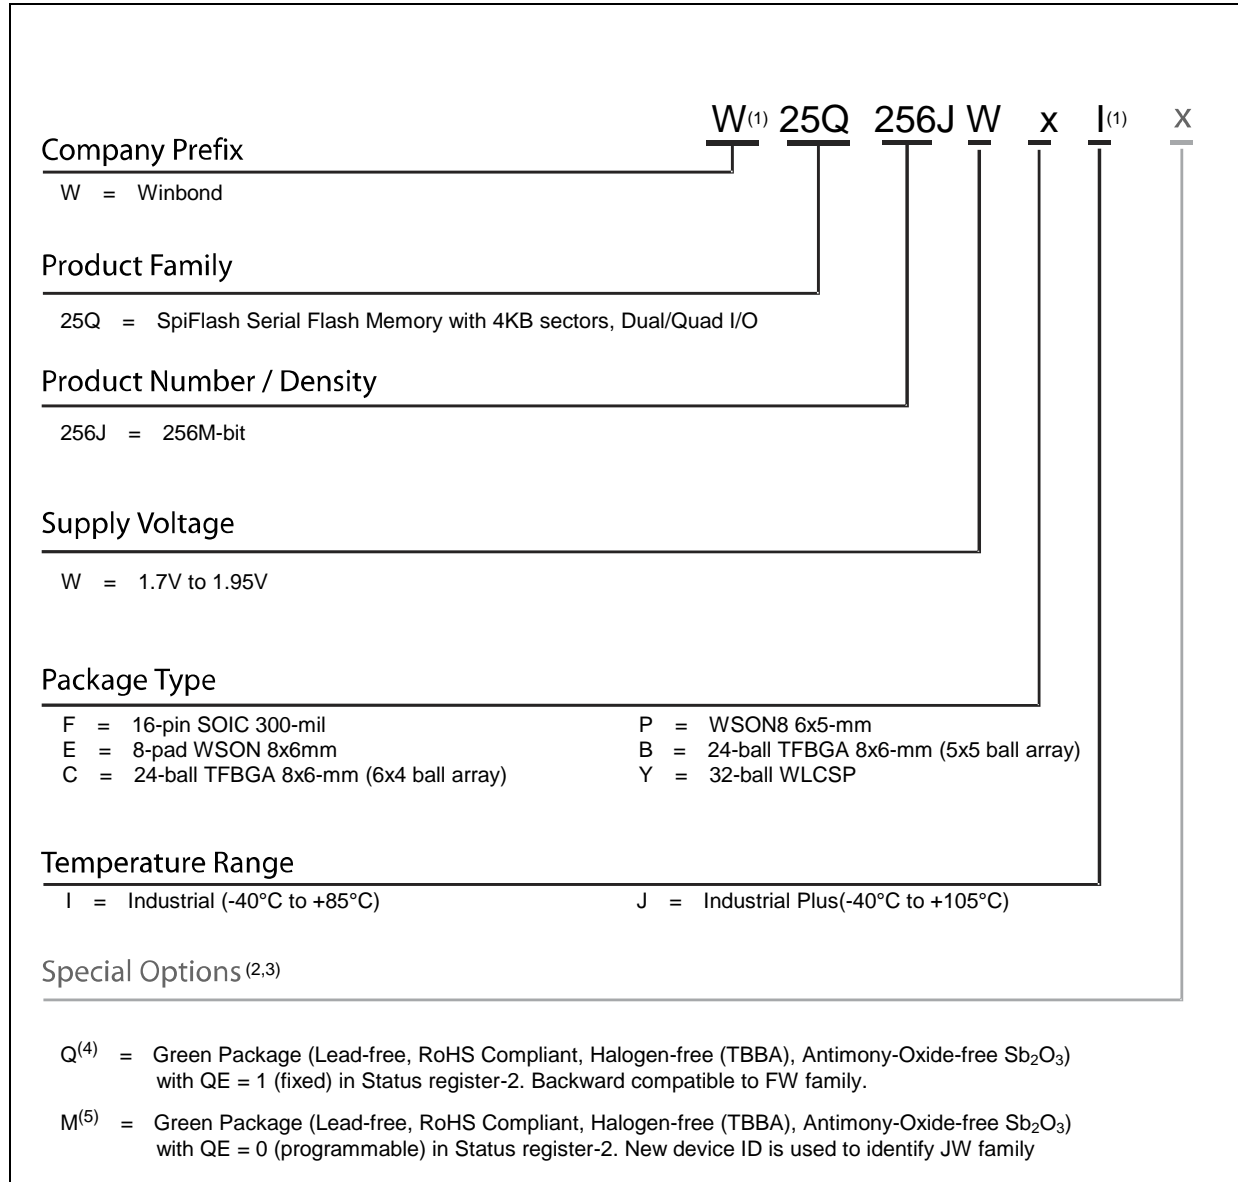 W(1) 25Q 256J W x I(1) x
Company Prefix
W = Winbond
Product Family
25Q = SpiFlash Serial Flash Memory with 4KB sectors, Dual/Quad I/O
Product Number / Density
256J = 256M-bit
Supply Voltage
W = 1.7V to 1.95V
Package Type
F = 16-pin SOIC 300-mil P = WSON8 6x5-mm
E = 8-pad WSON 8x6mm B = 24-ball TFBGA 8x6-mm (5x5 ball array)
C = 24-ball TFBGA 8x6-mm (6x4 ball array) Y = 32-ball WLCSP
Temperature Range
I = Industrial (-40°C to +85°C) J = Industrial Plus(-40°C to +105°C)
Special Options (2,3)
Q(4) = Green Package (Lead-free, RoHS Compliant, Halogen-free (TBBA), Antimony-Oxide-free Sb2O3)
with QE = 1 (fixed) in Status register-2. Backward compatible to FW family.
M(5) = Green Package (Lead-free, RoHS Compliant, Halogen-free (TBBA), Antimony-Oxide-free Sb2O3)
with QE = 0 (programmable) in Status register-2. New device ID is used to identify JW family